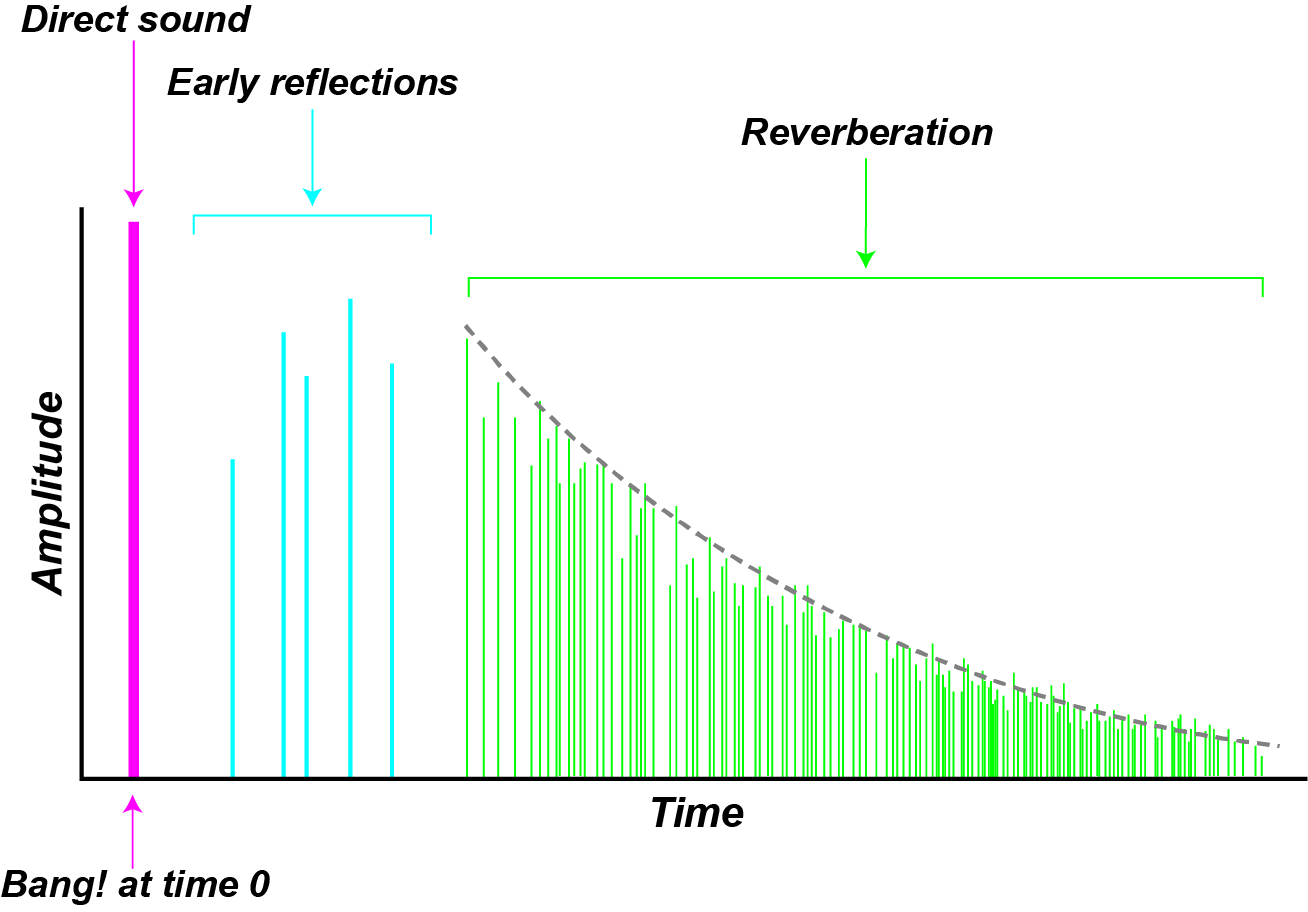 Direct sound
Early reflections
Reverberation
Amplitude
Time
Bang! at time 0